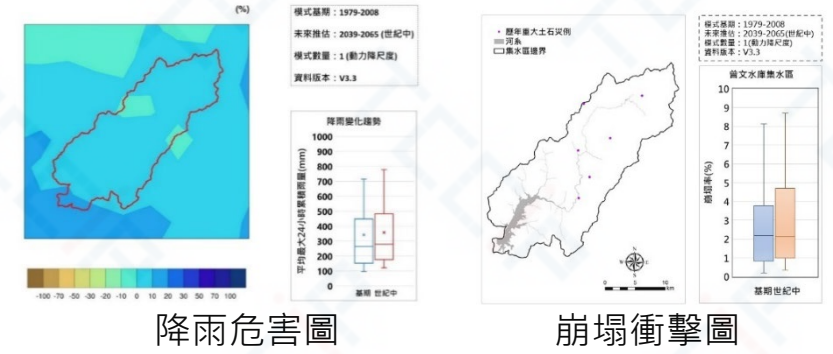 (%)
模式基期：1979-2008
未來推估：2039-2065 (世紀中)
模式數量：1 (動力降尺度)
資料版本：V3.3
降雨變化趨勢
平均最大24小時累積雨量(mm)
1000
900
800
700
600
500
400
300
200
100
0
基期 世紀中
-100 -70 -50 -30 -20 -10 0 10 20 30 50 70 100
降雨危害圖
歷年重大土石災例
河系
集水區邊界
N
0 5 10
km
模式基期：1979-2008
未來推估：2039-2065(世紀中)
模式數量：1(動力降尺度)
資料版本：V3.3
曾文水庫集水區
崩塌率(%)
10
9
8
7
6
5
4
3
2
1
0
基期世紀中
崩塌衝擊圖